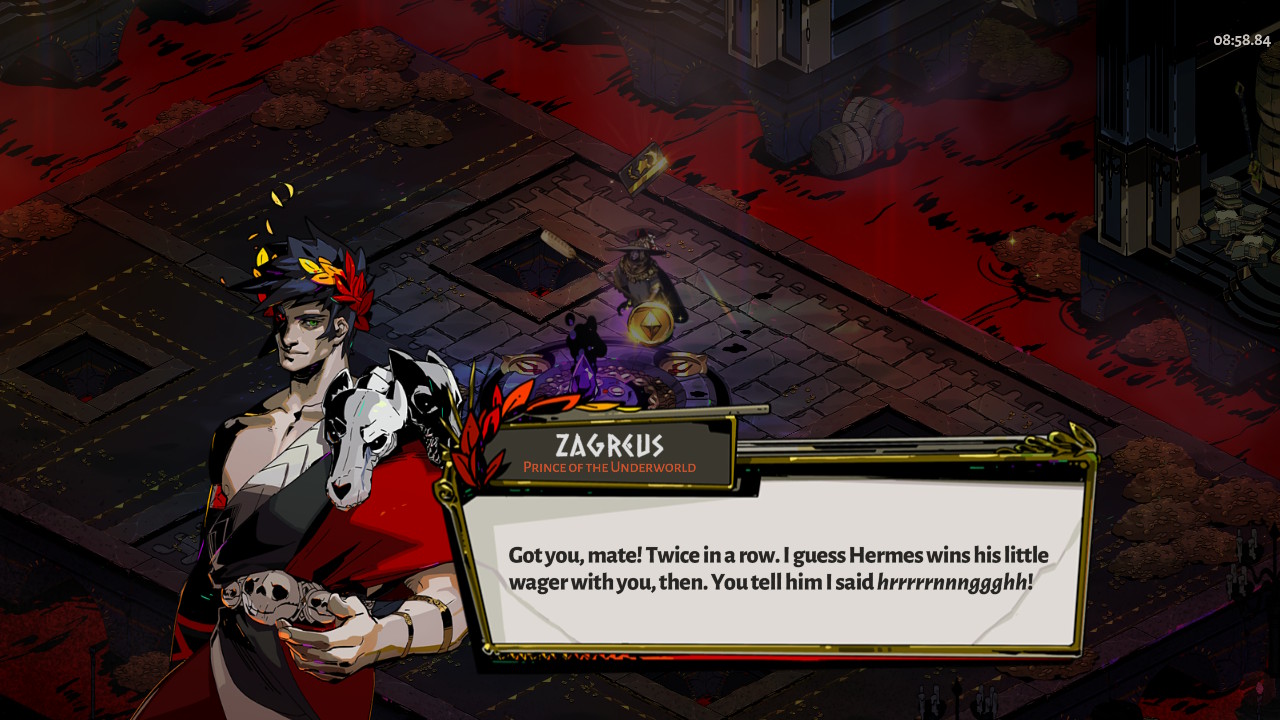 08:58.84
ZAGREUS
PRINCE OF THE UNDERWORLD
Got you, mate! Twice in a row. I guess Hermes wins his little
wager with you, then. You tell him I said hrrrrrnnnggghh!